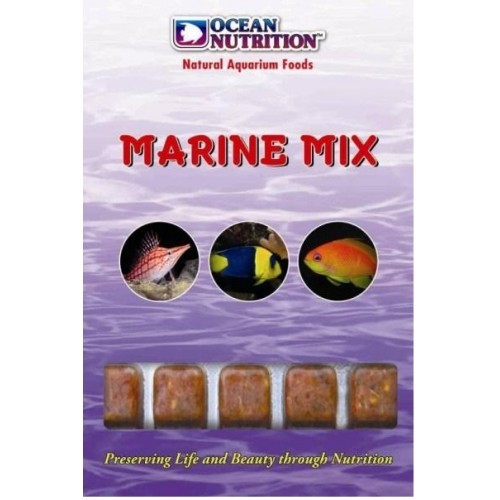 OCEAN
NUTRITION™
Natural Aquarium Foods
MARINE MIX
Preserving Life and Beauty through Nutrition